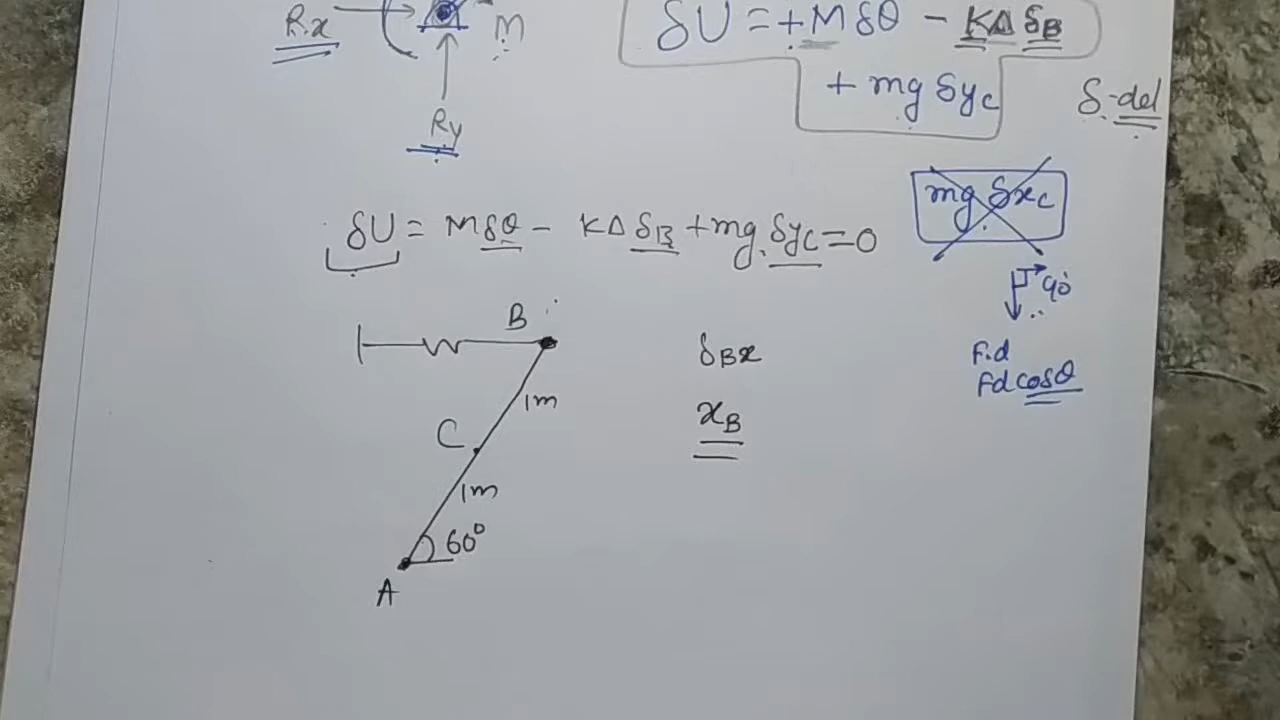 Rx
M
Ry
δU = +M δθ - KΔ δB
+ mg δyc
δ-del
mg δxc
δU = Mδθ - KΔ δB + mg. δyc = 0
90°
F.d
Fd cosθ
B
δBx
1m
xB
C
1m
60°
A